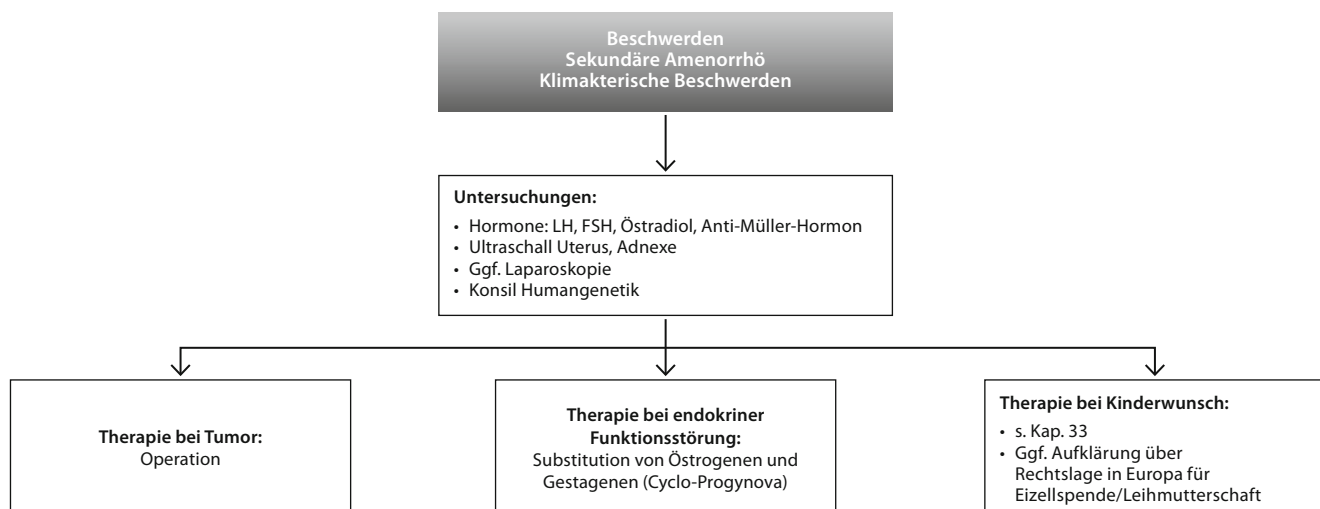 Beschwerden
Sekundäre Amenorrhö
Klimakterische Beschwerden
Untersuchungen:
• Hormone: LH, FSH, Östradiol, Anti-Müller-Hormon
• Ultraschall Uterus, Adnexe
• Ggf. Laparoskopie
• Konsil Humangenetik
Therapie bei Tumor:
Operation
Therapie bei endokriner
Funktionsstörung:
Substitution von Östrogenen und
Gestagenen (Cyclo-Progynova)
Therapie bei Kinderwunsch:
• s. Kap. 33
• Ggf. Aufklärung über
Rechtslage in Europa für
Eizellspende/Leihmutterschaft